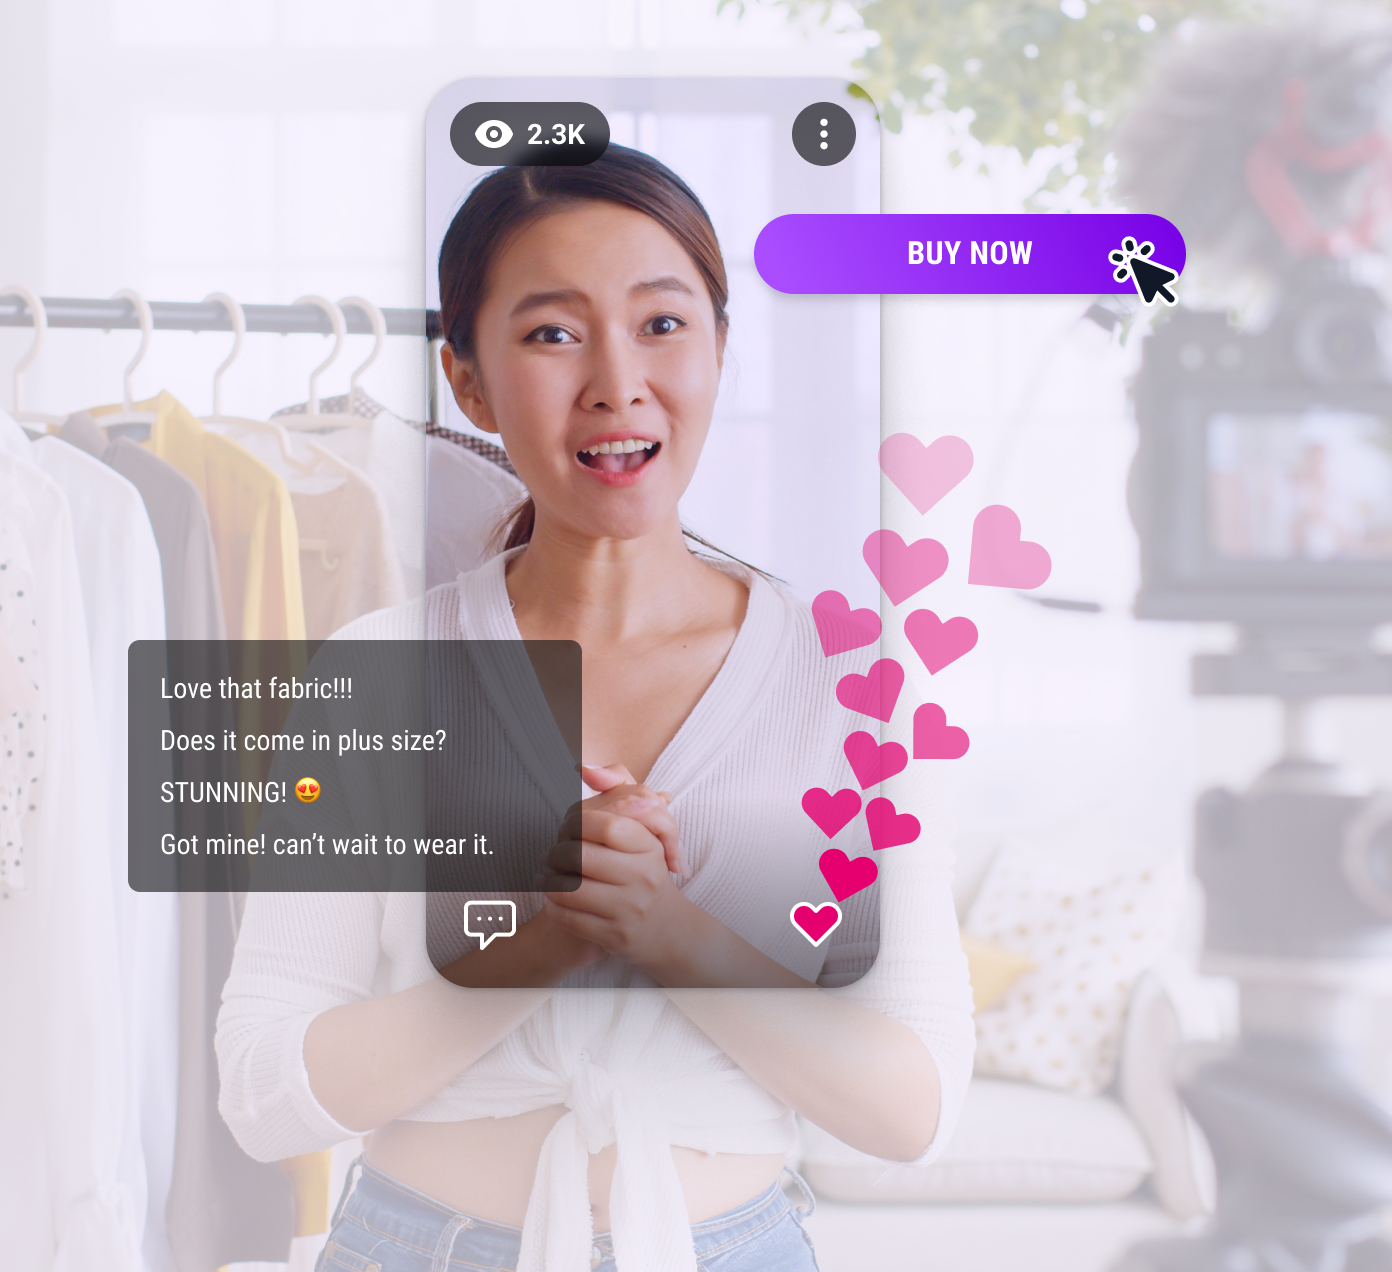 2.3K
BUY NOW
Love that fabric!!!
Does it come in plus size?
STUNNING! 😍
Got mine! can’t wait to wear it.